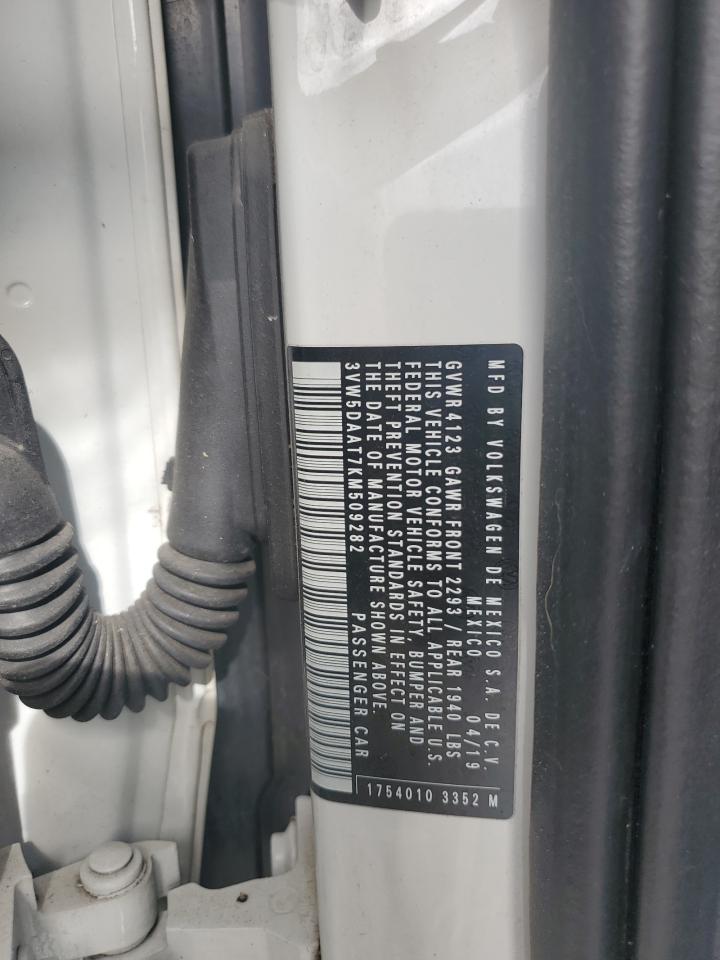 MFD BY VOLKSWAGEN DE MEXICO S.A. DE C.V.
MEXICO 04/19
GVWR 4123 GAWR FRONT 2293 // REAR 1940 LBS
THIS VEHICLE CONFORMS TO ALL APPLICABLE U.S.
FEDERAL MOTOR VEHICLE SAFETY, BUMPER AND
THEFT PREVENTION STANDARDS IN EFFECT ON
THE DATE OF MANUFACTURE SHOWN ABOVE.
3VW5DAAT7KM509282 PASSENGER CAR
1754010 3352 M